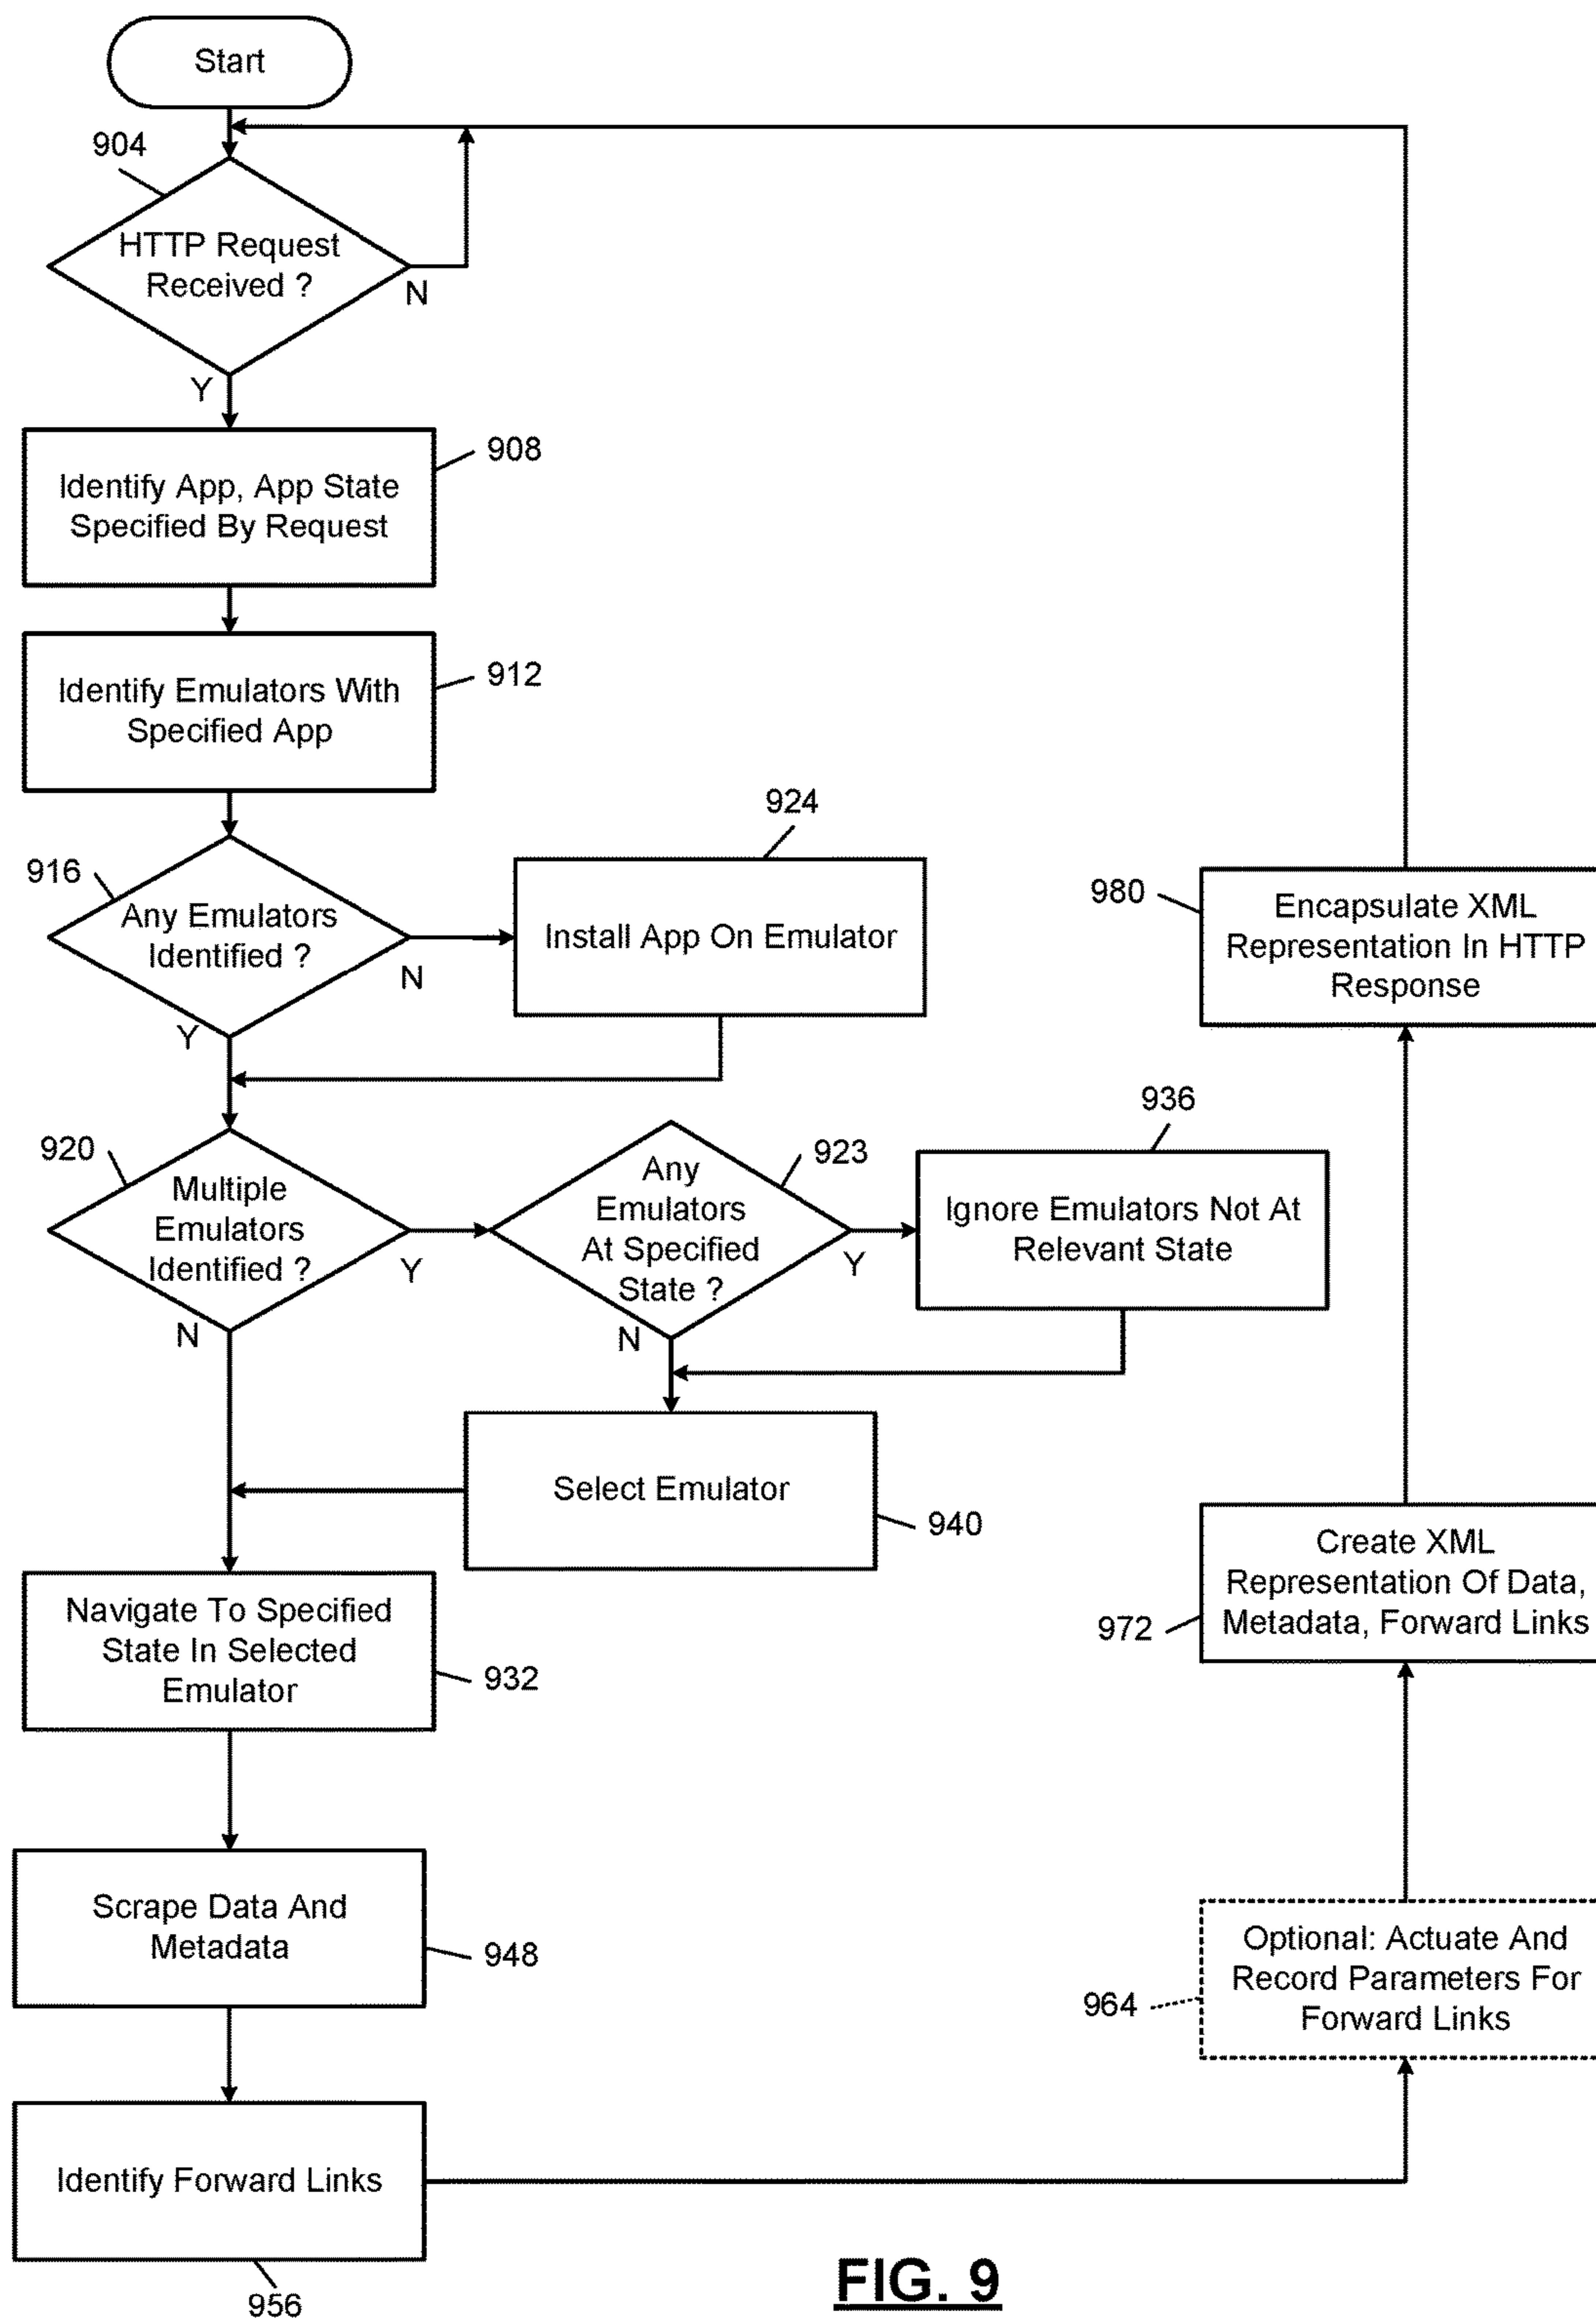 Start
904
HTTP Request
Received ?
N
Y
908
Identify App, App State
Specified By Request
912
Identify Emulators With
Specified App
924
916
Any Emulators
Identified ?
N
Y
Install App On Emulator
980
Encapsulate XML
Representation In HTTP
Response
920
Multiple
Emulators
Identified ?
Y
N
923
Any
Emulators
At Specified
State ?
Y
N
936
Ignore Emulators Not At
Relevant State
Select Emulator
940
Navigate To Specified
State In Selected
Emulator
932
Create XML
Representation Of Data,
Metadata, Forward Links
972
Scrape Data And
Metadata
948
Optional: Actuate And
Record Parameters For
Forward Links
964
Identify Forward Links
956
FIG. 9